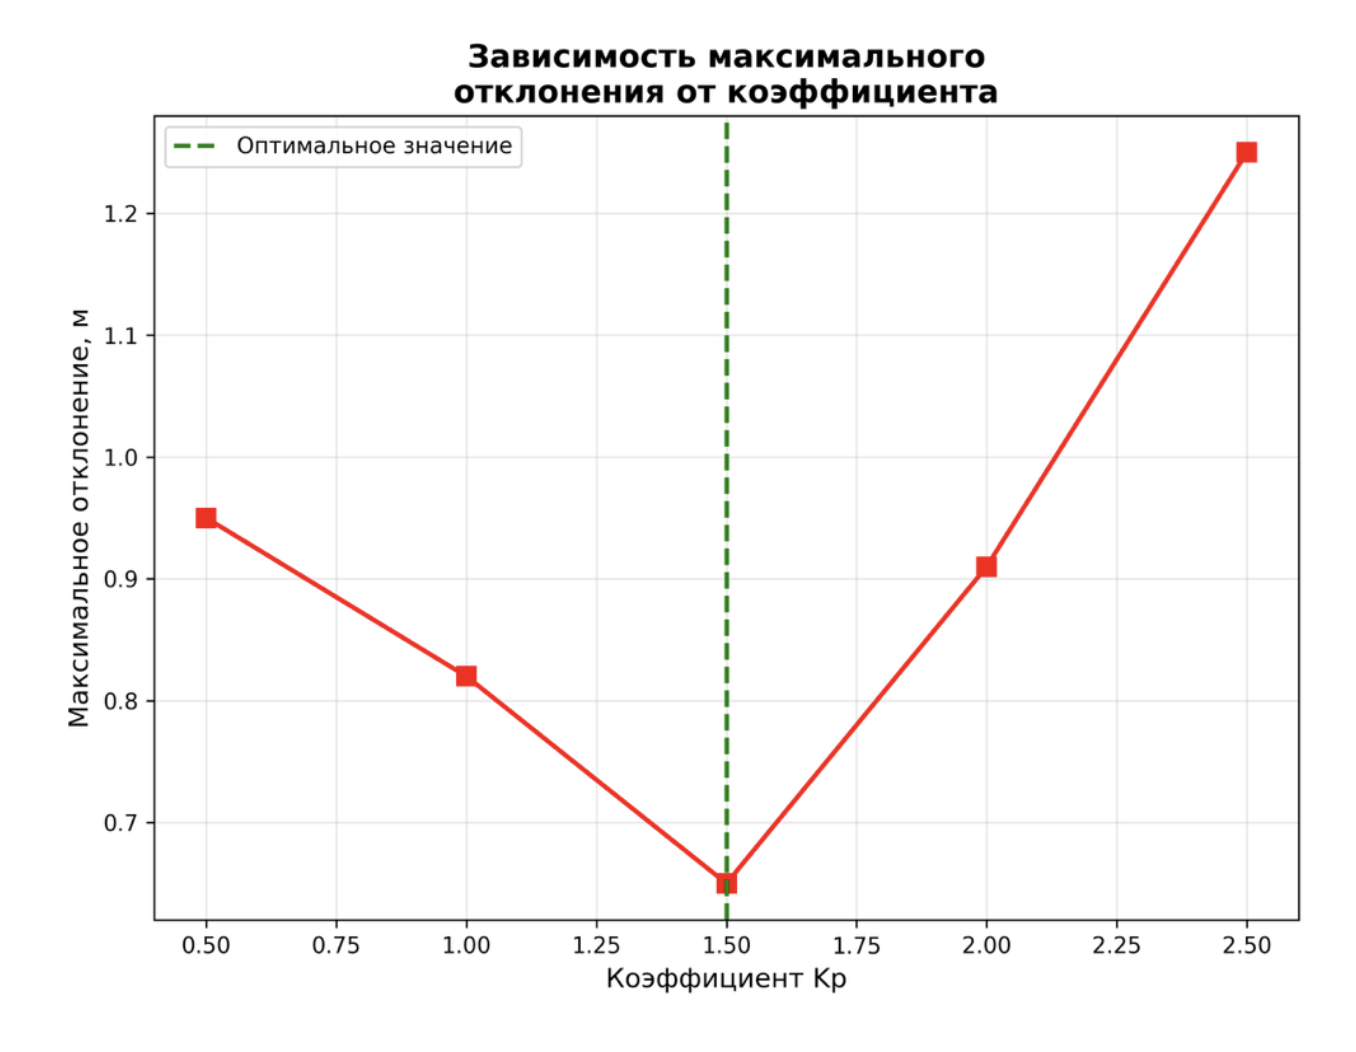 Зависимость максимального
отклонения от коэффициента
Оптимальное значение
Максимальное отклонение, м
1.2
1.1
1.0
0.9
0.8
0.7
0.50 0.75 1.00 1.25 1.50 1.75 2.00 2.25 2.50
Коэффициент Kp